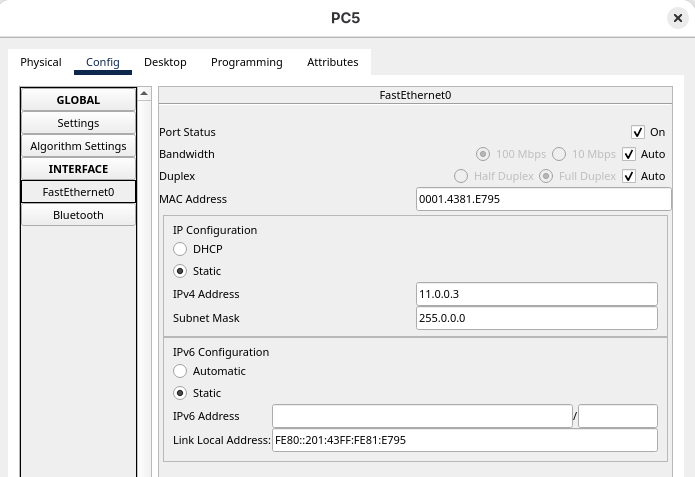 PC5
Physical Config Desktop Programming Attributes
GLOBAL
Settings
Algorithm Settings
INTERFACE
FastEthernet0
Bluetooth
FastEthernet0
Port Status On
Bandwidth 100 Mbps 10 Mbps Auto
Duplex Half Duplex Full Duplex Auto
MAC Address 0001.4381.E795
IP Configuration
DHCP
Static
IPv4 Address 11.0.0.3
Subnet Mask 255.0.0.0
IPv6 Configuration
Automatic
Static
IPv6 Address /
Link Local Address: FE80::201:43FF:FE81:E795